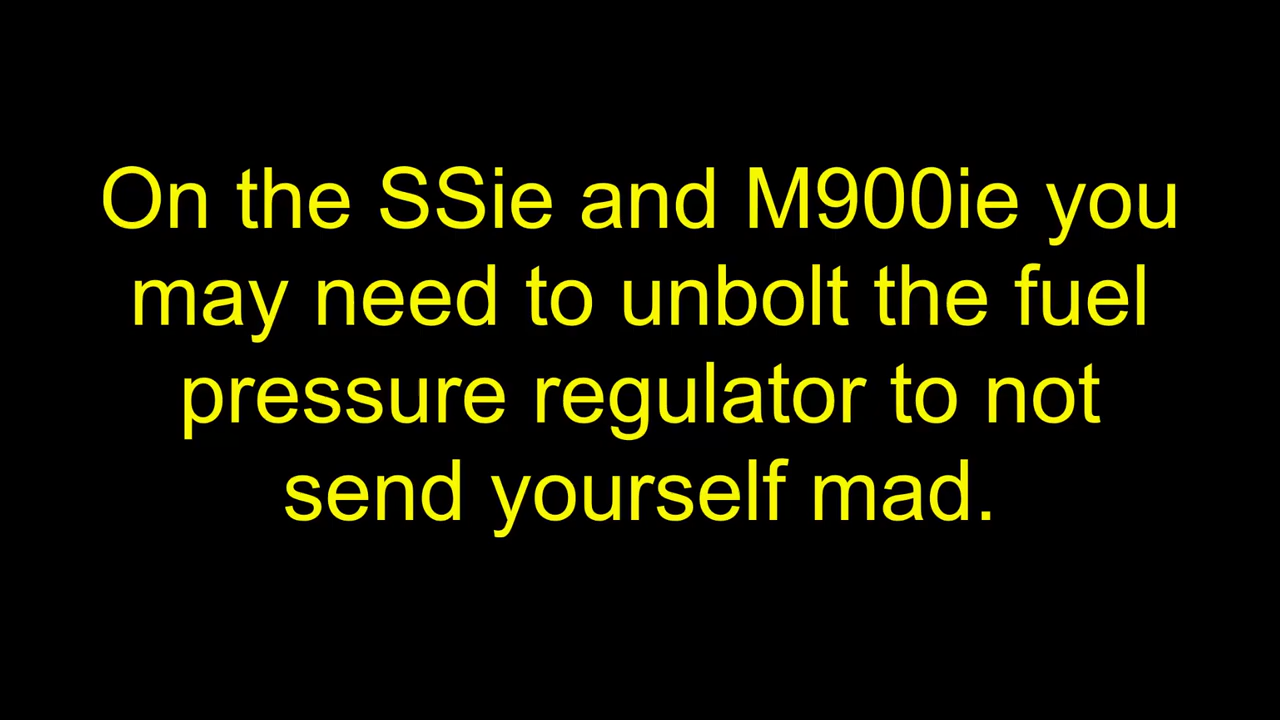 On the SSie and M900ie you
may need to unbolt the fuel
pressure regulator to not
send yourself mad.